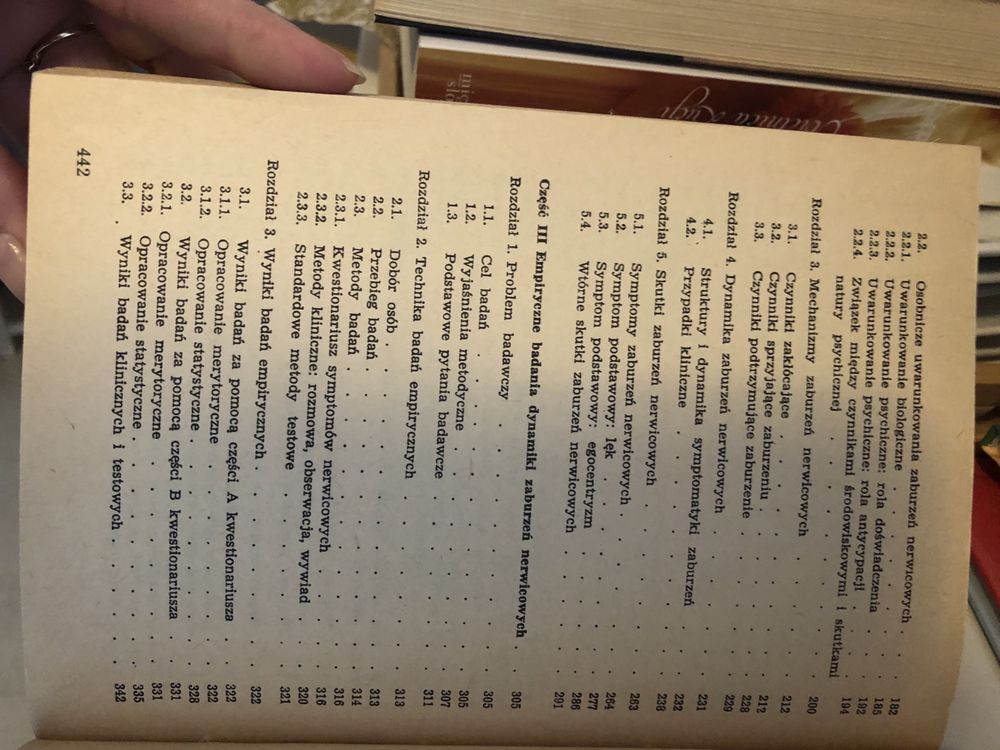 2.2. Osobnicze uwarunkowania zaburzeń nerwicowych . 182
2.2.1. Uwarunkowanie biologiczne . . . . 185
2.2.2. Uwarunkowanie psychiczne: rola doświadczenia . 192
2.2.3. Uwarunkowanie psychiczne: rola antycypacji . . 194
2.2.4. Związek między czynnikami środowiskowymi i skutkami
natury psychicznej . . . . . . 200
Rozdział 3. Mechanizmy zaburzeń nerwicowych . . . 212
3.1. Czynniki zakłócające . . . . . 212
3.2. Czynniki sprzyjające zaburzeniu . . . . 228
3.3. Czynniki podtrzymujące zaburzenie . . . 229
Rozdział 4. Dynamika zaburzeń nerwicowych . . . 231
4.1. Struktury i dynamika symptomatyki zaburzeń . 232
4.2. Przypadki kliniczne . . . . . 238
Rozdział 5. Skutki zaburzeń nerwicowych . . . . 263
5.1. Symptomy zaburzeń nerwicowych . . . 264
5.2. Symptom podstawowy: lęk . . . . 277
5.3. Symptom podstawowy: egocentryzm . . . 286
5.4. Wtórne skutki zaburzeń nerwicowych . . . 291
Część III Empiryczne badania dynamiki zaburzeń nerwicowych . 305
Rozdział 1. Problem badawczy . . . . . 305
1.1. Cel badań . . . . . . . 305
1.2. Wyjaśnienia metodyczne . . . . . 307
1.3. Podstawowe pytania badawcze . . . . 311
Rozdział 2. Technika badań empirycznych . . . . 313
2.1. Dobór osób . . . . . . . 313
2.2. Przebieg badań . . . . . . 314
2.3. Metody badań . . . . . . 316
2.3.1. Kwestionariusz symptomów nerwicowych . . 316
2.3.2. Metody kliniczne: rozmowa, obserwacja, wywiad . 320
2.3.3. Standardowe metody testowe . . . . 321
Rozdział 3. Wyniki badań empirycznych . . . . 322
3.1. Wyniki badań za pomocą części A kwestionariusza . 322
3.1.1. Opracowanie merytoryczne . . . . 322
3.1.2. Opracowanie statystyczne . . . . . 328
3.2. Wyniki badań za pomocą części B kwestionariusza . 331
3.2.1. Opracowanie merytoryczne . . . . 331
3.2.2. Opracowanie statystyczne . . . . . 335
3.3. Wyniki badań klinicznych i testowych . . . 342
442